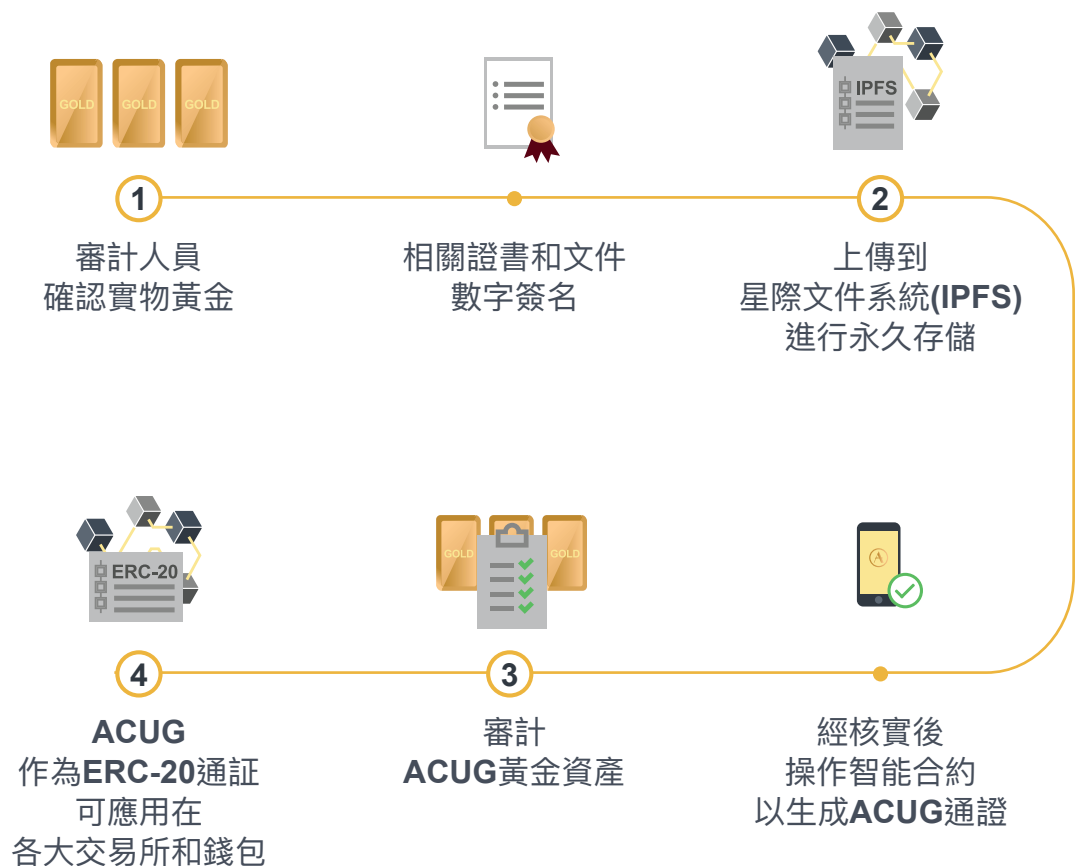 GOLD GOLD GOLD
IPFS
1
審計人員
確認實物黃金
相關證書和文件
數字簽名
2
上傳到
星際文件系統(IPFS)
進行永久存儲
A
經核實後
操作智能合約
以生成ACUG通證
GOLD GOLD
3
審計
ACUG黃金資產
ERC-20
4
ACUG
作為ERC-20通証
可應用在
各大交易所和錢包